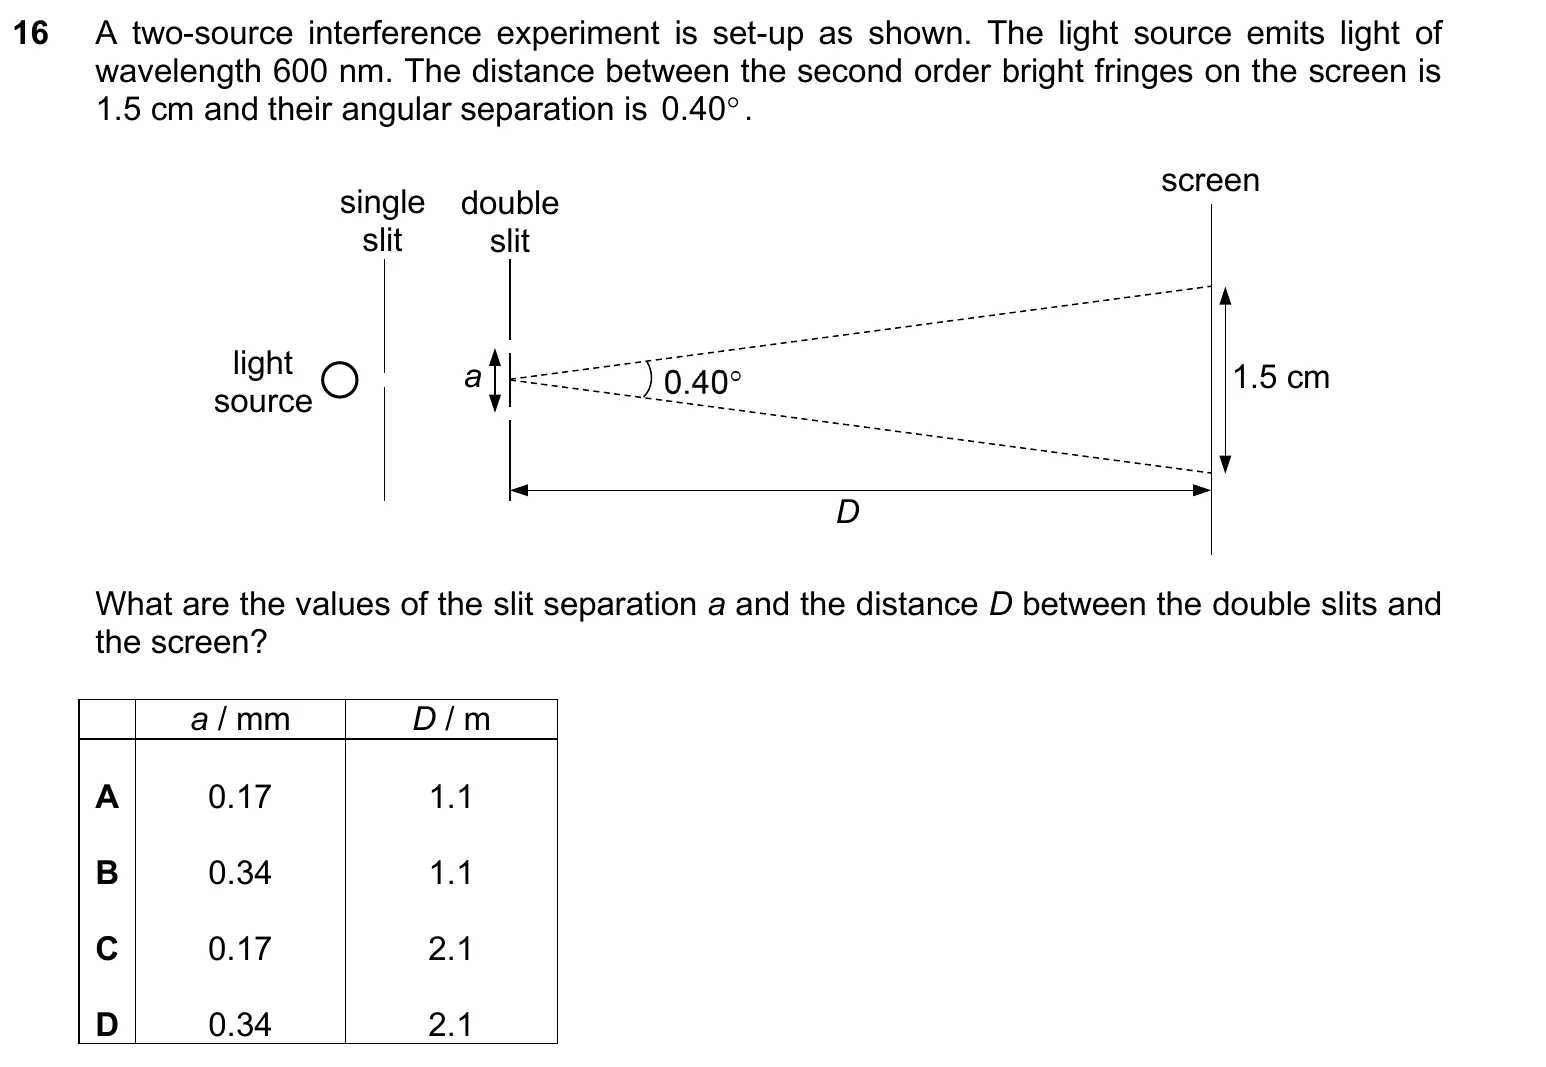 16 A two-source interference experiment is set-up as shown. The light source emits light of
wavelength 600 nm. The distance between the second order bright fringes on the screen is
1.5 cm and their angular separation is 0.40°.
screen
single double
slit slit
light
source
a
0.40°
1.5 cm
D
What are the values of the slit separation a and the distance D between the double slits and
the screen?
a / mm D / m
A 0.17 1.1
B 0.34 1.1
C 0.17 2.1
D 0.34 2.1